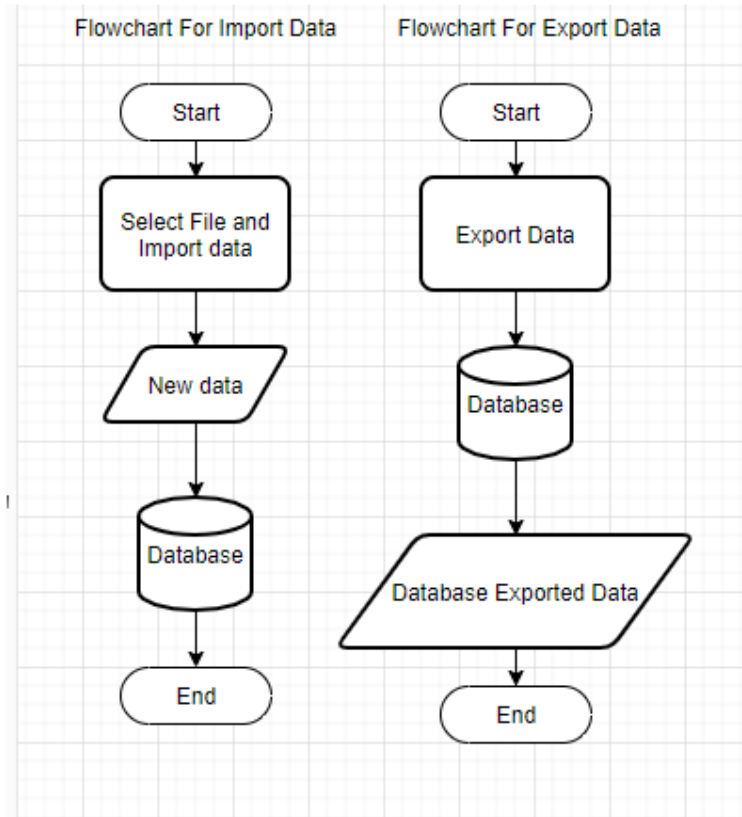 Flowchart For Import Data
Start
Select File and
Import data
New data
Database
End
Flowchart For Export Data
Start
Export Data
Database
Database Exported Data
End